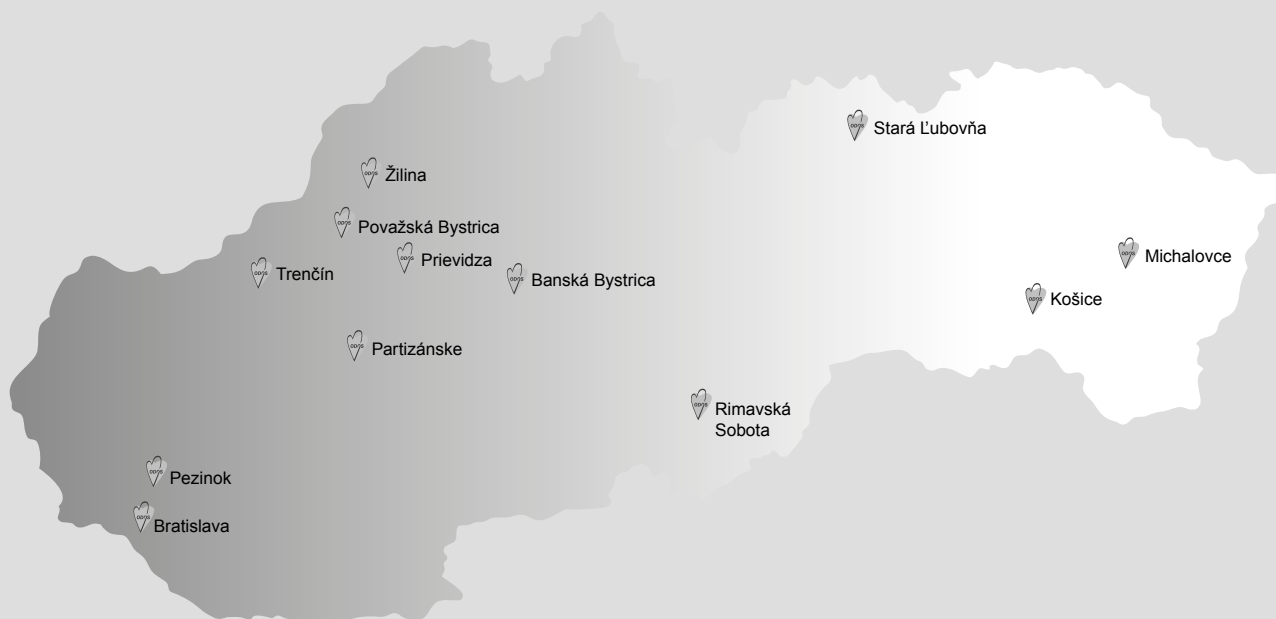 Stará Ľubovňa
Žilina
Považská Bystrica
Prievidza
Trenčín
Banská Bystrica
Michalovce
Košice
Partizánske
Rimavská
Sobota
Pezinok
Bratislava